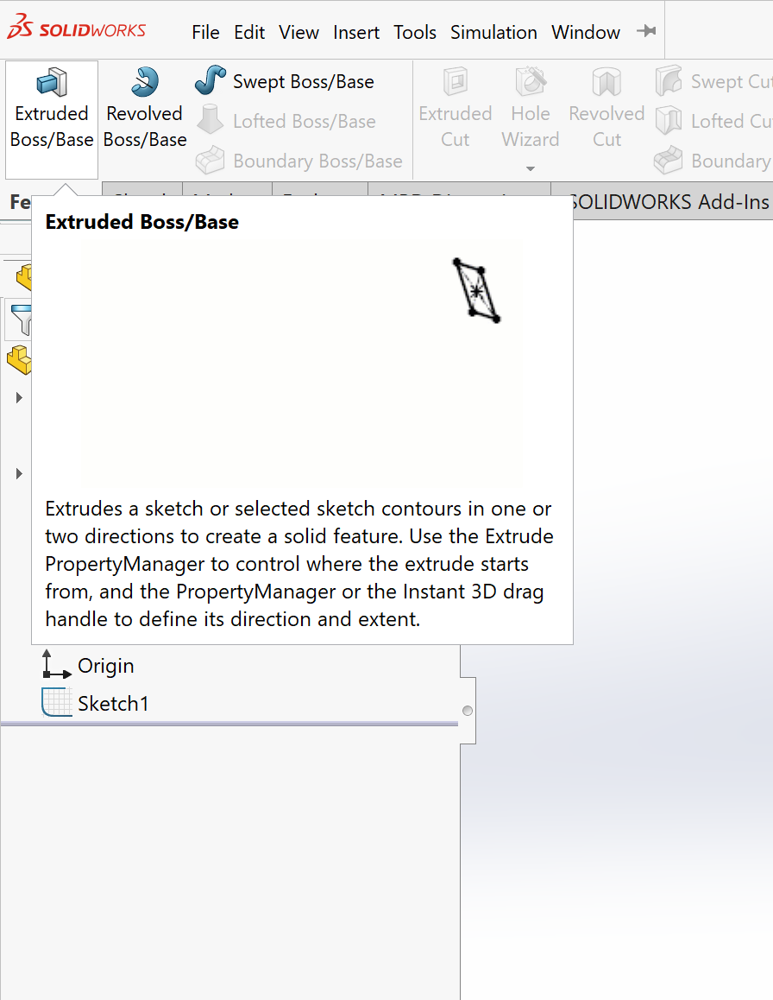 SOLIDWORKS
File Edit View Insert Tools Simulation Window
Extruded Boss/Base
Revolved Boss/Base
Swept Boss/Base
Lofted Boss/Base
Boundary Boss/Base
Extruded Cut
Hole Wizard
Revolved Cut
Swept Cut
Lofted Cu
Boundary
Fe
SOLIDWORKS Add-Ins
Extruded Boss/Base
Extrudes a sketch or selected sketch contours in one or
two directions to create a solid feature. Use the Extrude
PropertyManager to control where the extrude starts
from, and the PropertyManager or the Instant 3D drag
handle to define its direction and extent.
Origin
Sketch1